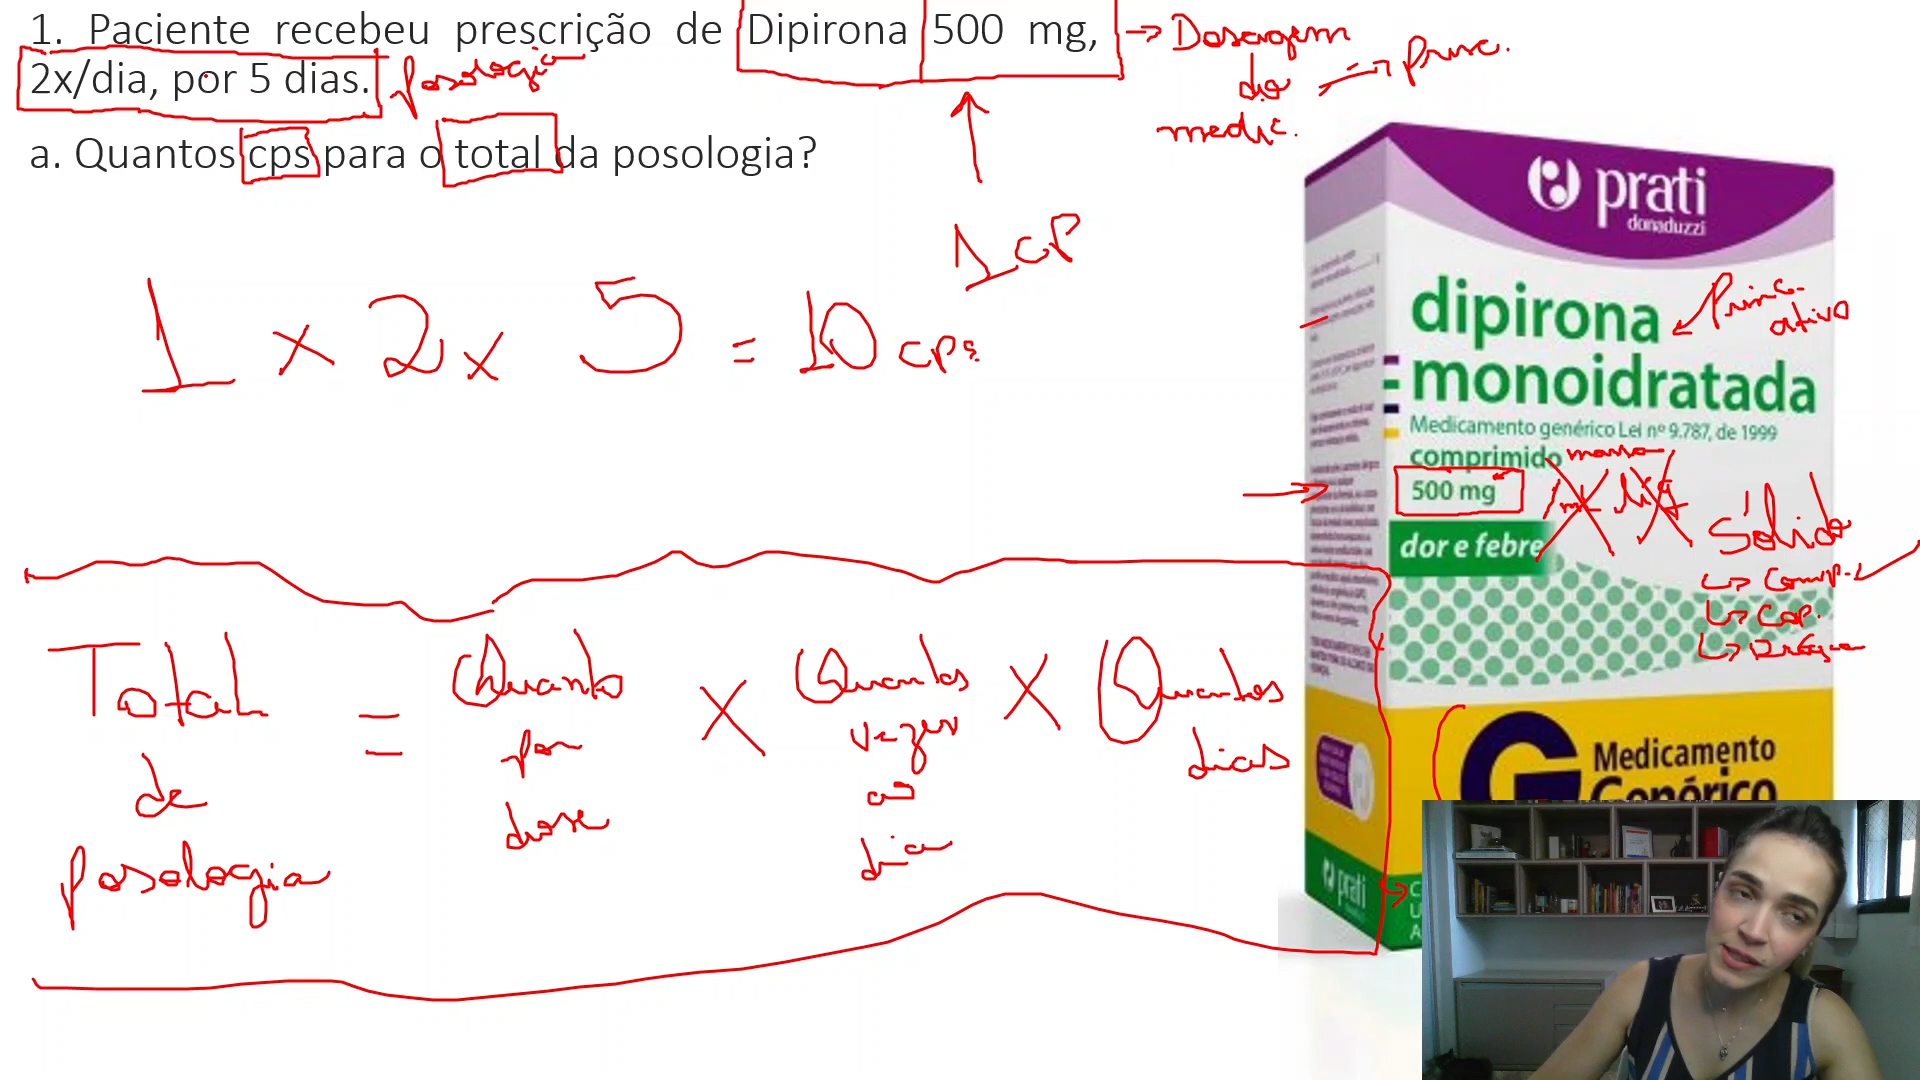 1. Paciente recebeu prescrição de Dipirona 500 mg,
2x/dia, por 5 dias.
Posologia
→ Dosagem
do
medic.
→ Princ.
a. Quantos cps para o total da posologia?
1 CP
1 x 2 x 5 = 10 cps
prati
donaduzzi
dipirona
monoidratada
Princ.
ativo
Medicamento genérico Lei nº 9.787, de 1999
comprimido
massa
500 mg
dor e febre
Sólido
↳ Comp.
↳ Cap.
↳ Drágea
Medicamento
Genérico
prati
Total
de
Posologia
=
Quanto
por
dose
X
Quantas
vezes
ao
dia
X
Quantos
dias